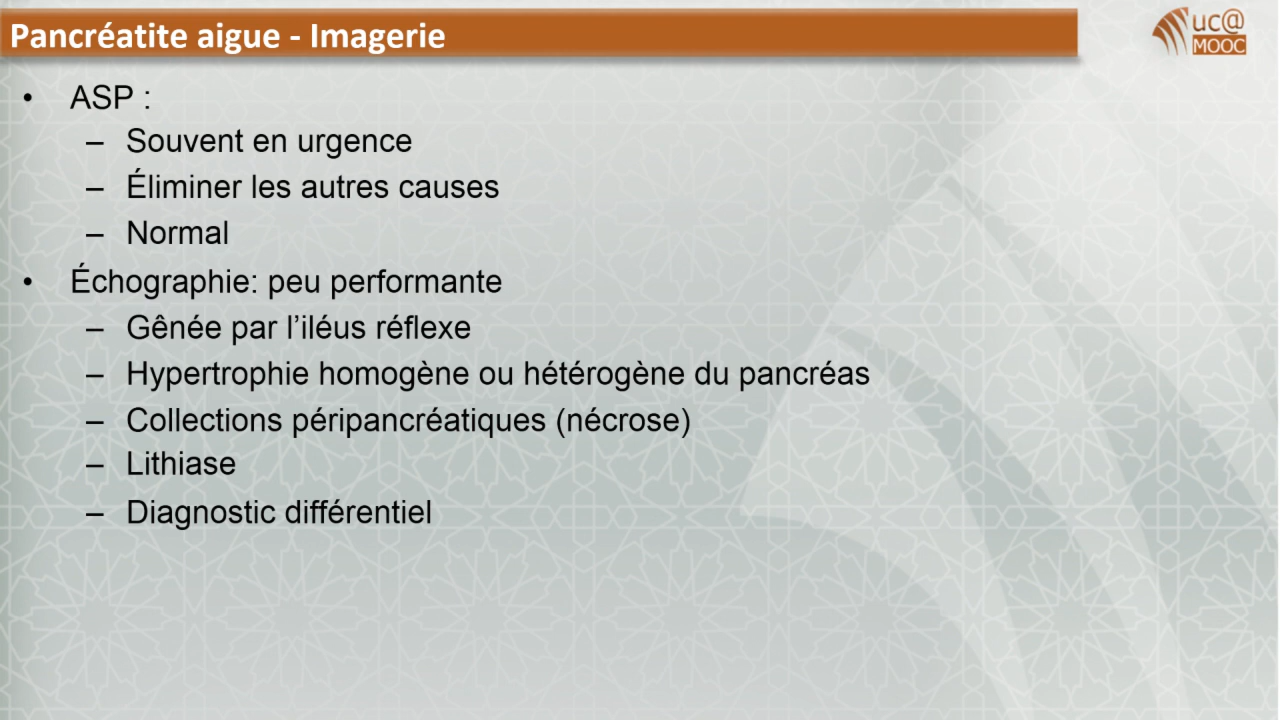 Pancréatite aigue - Imagerie
uc@
MOOC
• ASP :
– Souvent en urgence
– Éliminer les autres causes
– Normal
• Échographie: peu performante
– Gênée par l’iléus réflexe
– Hypertrophie homogène ou hétérogène du pancréas
– Collections péripancréatiques (nécrose)
– Lithiase
– Diagnostic différentiel